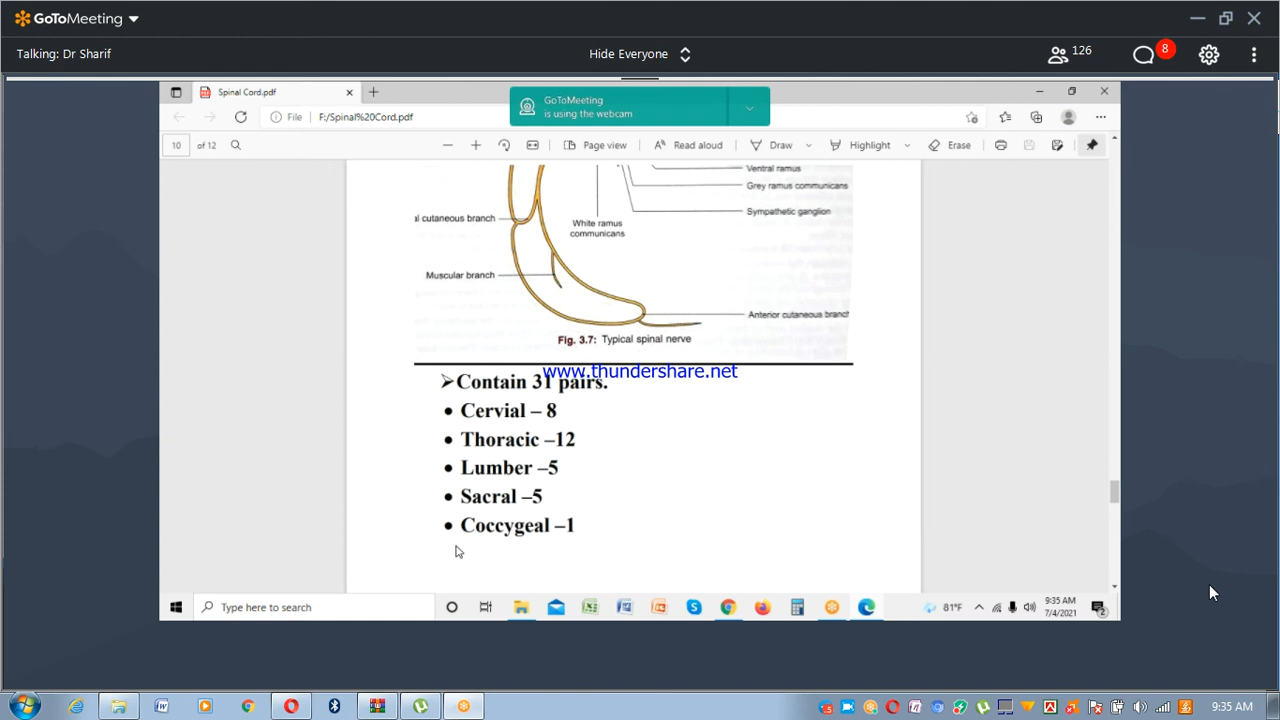 GoToMeeting
Talking: Dr Sharif
Hide Everyone
126
8
Spinal Cord.pdf
GoToMeeting
is using the webcam
File
F:/Spinal%20Cord.pdf
10 of 12
Page view
Read aloud
Draw
Highlight
Erase
Ventral ramus
Grey ramus communicans
Sympathetic ganglion
White ramus
communicans
al cutaneous branch
Muscular branch
Anterior cutaneous branch
Fig. 3.7: Typical spinal nerve
www.thundershare.net
➢Contain 31 pairs.
• Cervial – 8
• Thoracic –12
• Lumber –5
• Sacral –5
• Coccygeal –1
Type here to search
81°F
9:35 AM
7/4/2021
2
9:35 AM